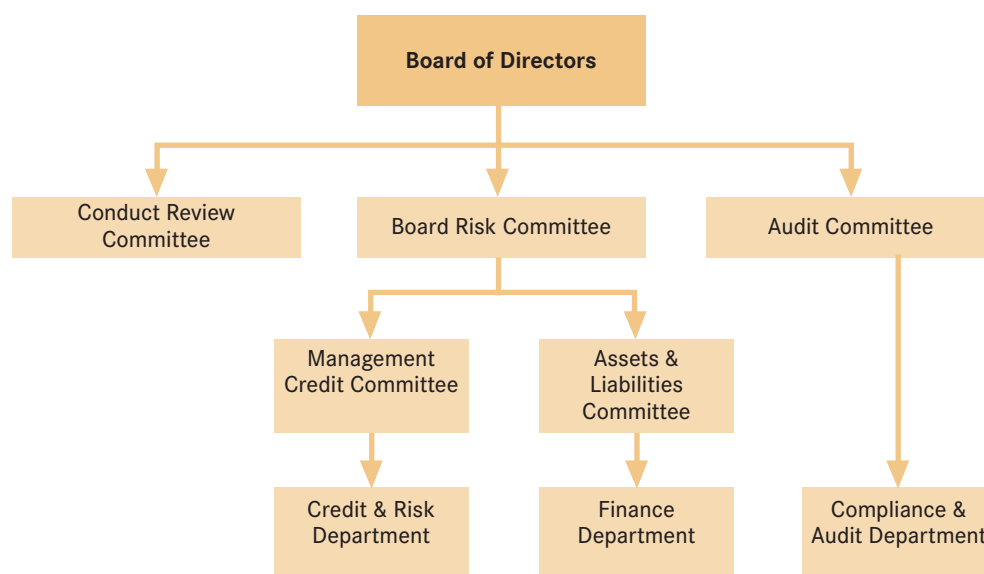 Board of Directors
Conduct Review
Committee
Board Risk Committee
Audit Committee
Management
Credit Committee
Assets &
Liabilities
Committee
Credit & Risk
Department
Finance
Department
Compliance &
Audit Department